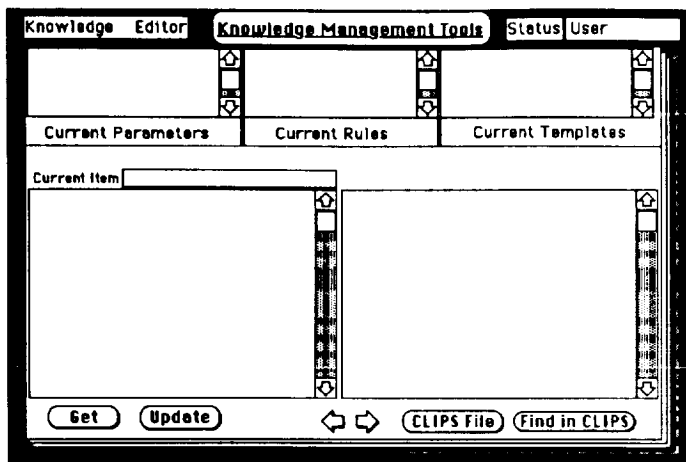 Knowledge Editor Knowledge Management Tools Status User
Current Parameters Current Rules Current Templates
Current Item
Get Update CLIPS File Find in CLIPS